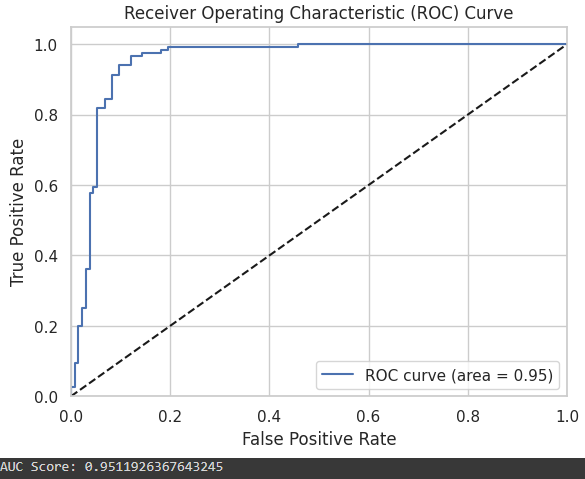 Receiver Operating Characteristic (ROC) Curve
1.0
0.8
0.6
0.4
0.2
0.0
True Positive Rate
ROC curve (area = 0.95)
0.0 0.2 0.4 0.6 0.8 1.0
False Positive Rate
AUC Score: 0.9511926367643245